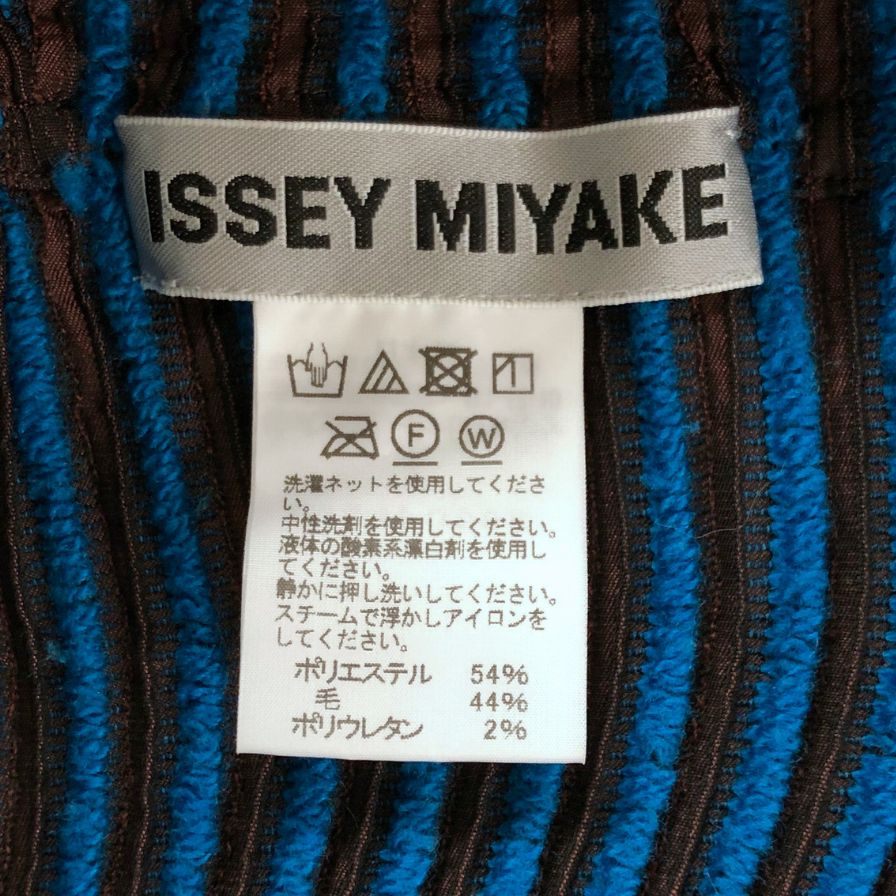 ISSEY MIYAKE
F W
洗濯ネットを使用してくださ
い。
中性洗剤を使用してください。
液体の酸素系漂白剤を使用し
てください。
静かに押し洗いしてください。
スチームで浮かしアイロンを
してください。
ポリエステル 54%
毛 44%
ポリウレタン 2%